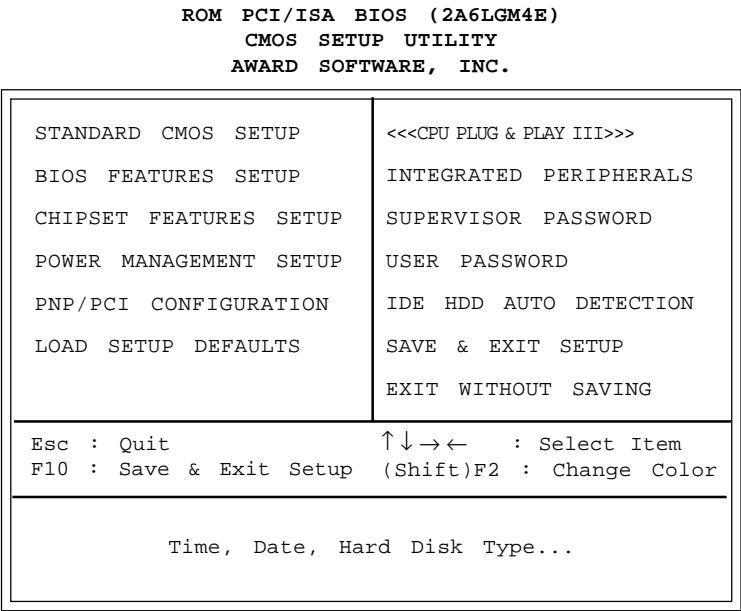 ROM PCI/ISA BIOS (2A6LGM4E)
CMOS SETUP UTILITY
AWARD SOFTWARE, INC.
STANDARD CMOS SETUP
BIOS FEATURES SETUP
CHIPSET FEATURES SETUP
POWER MANAGEMENT SETUP
PNP/PCI CONFIGURATION
LOAD SETUP DEFAULTS
<<<CPU PLUG & PLAY III>>>
INTEGRATED PERIPHERALS
SUPERVISOR PASSWORD
USER PASSWORD
IDE HDD AUTO DETECTION
SAVE & EXIT SETUP
EXIT WITHOUT SAVING
Esc : Quit
F10 : Save & Exit Setup
↑↓→← : Select Item
(Shift)F2 : Change Color
Time, Date, Hard Disk Type...